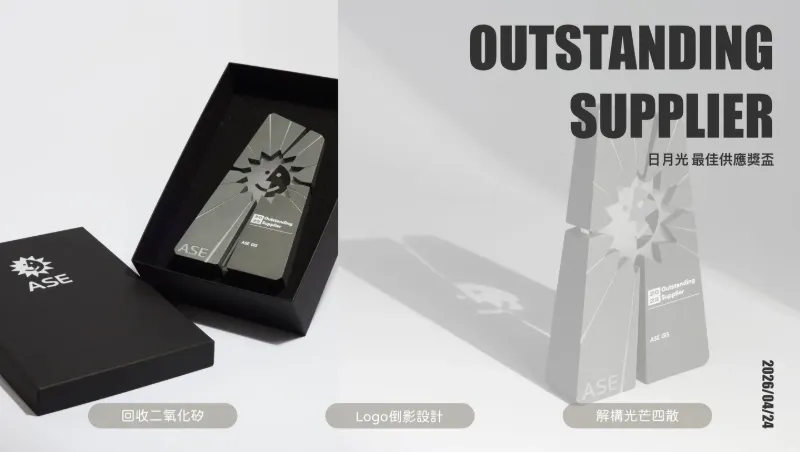 OUTSTANDING
SUPPLIER
日月光 最佳供應獎盃
ASE
Outstanding
Supplier
ASE
Outstanding
Supplier
ASE
ASE
回收二氧化矽
Logo倒影設計
解構光芒四散
2026/04/24